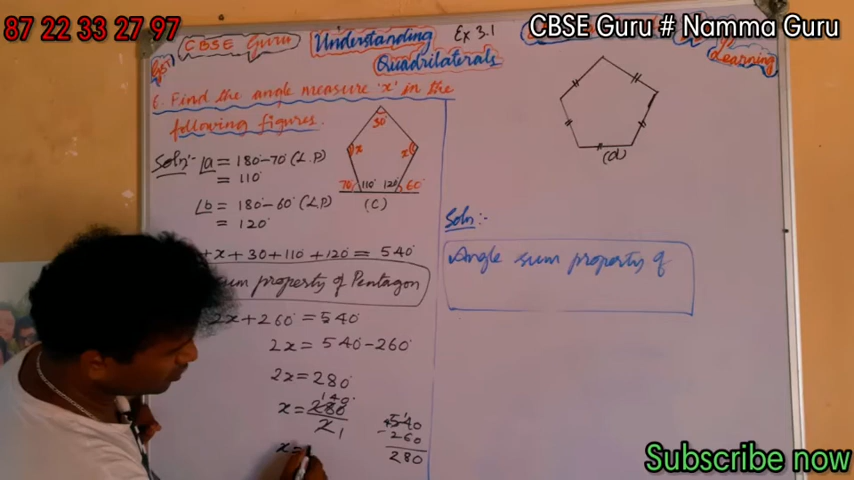 87 22 33 27 97
CBSE Guru # Namma Guru
CBSE Guru
Understanding
Quadrilaterals
Ex 3.1
Learning
6. Find the angle measure 'x' in the
following figures.
Soln:- ∠a = 180-70° (L.P)
= 110°
∠b = 180-60° (L.P)
= 120°
30°
x
x
70°
110°
120°
60°
(C)
+x+30+110+120 = 540°
sum property of Pentagon
2x+260° = 540°
2x = 540-260°
2x = 280°
140°
x = 280
2 1
x =
540
-260
280
(d)
Soln:-
Angle sum property of
Subscribe now